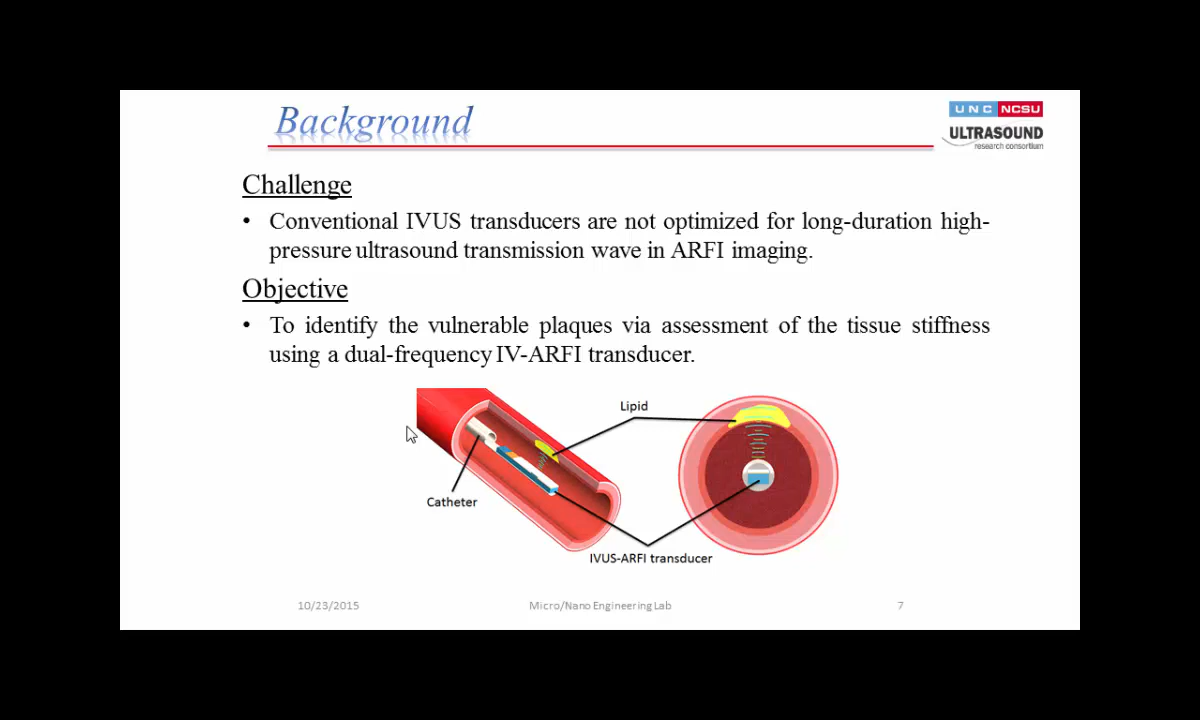 Background
UNC NCSU
ULTRASOUND
research consortium
Challenge
• Conventional IVUS transducers are not optimized for long-duration high-
pressure ultrasound transmission wave in ARFI imaging.
Objective
• To identify the vulnerable plaques via assessment of the tissue stiffness
using a dual-frequency IV-ARFI transducer.
Lipid
Catheter
IVUS-ARFI transducer
10/23/2015 Micro/Nano Engineering Lab 7